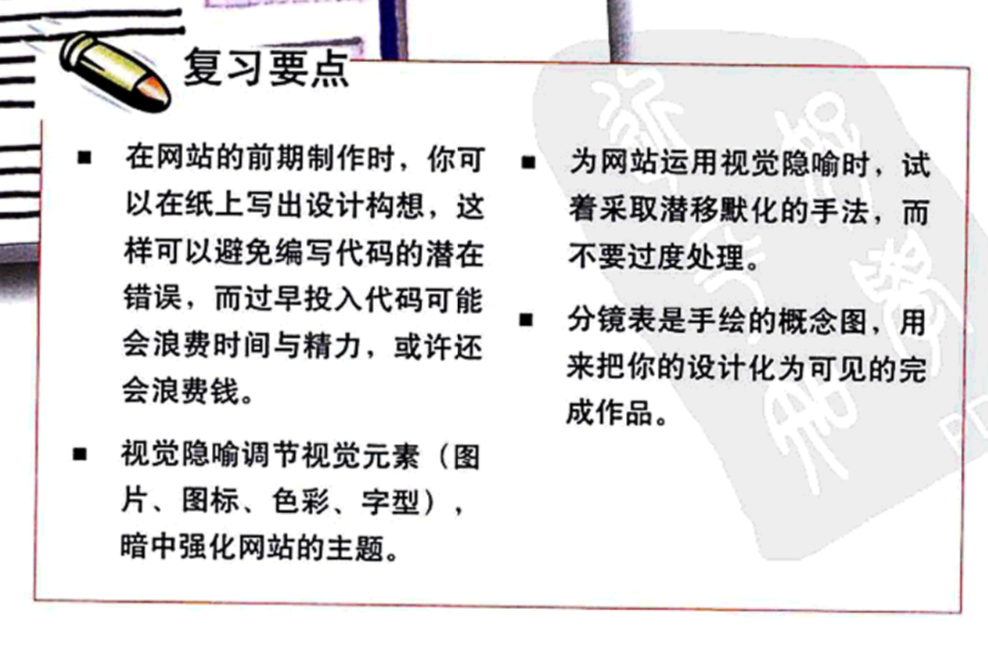 复习要点
■ 在网站的前期制作时，你可
以在纸上写出设计构想，这
样可以避免编写代码的潜在
错误，而过早投入代码可能
会浪费时间与精力，或许还
会浪费钱。
■ 视觉隐喻调节视觉元素（图
片、图标、色彩、字型），
暗中强化网站的主题。
■ 为网站运用视觉隐喻时，试
着采取潜移默化的手法，而
不要过度处理。
■ 分镜表是手绘的概念图，用
来把你的设计化为可见的完
成作品。